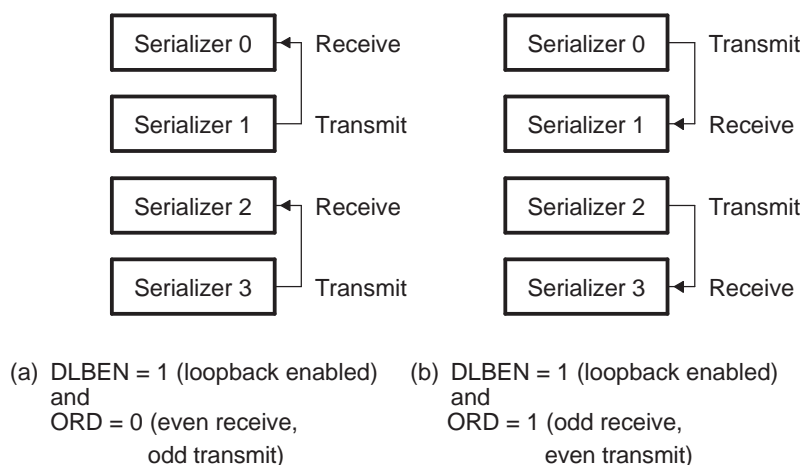 Serializer 0 Receive
Serializer 1 Transmit
Serializer 2 Receive
Serializer 3 Transmit
(a) DLBEN = 1 (loopback enabled)
and
ORD = 0 (even receive,
odd transmit)
Serializer 0 Transmit
Serializer 1 Receive
Serializer 2 Transmit
Serializer 3 Receive
(b) DLBEN = 1 (loopback enabled)
and
ORD = 1 (odd receive,
even transmit)